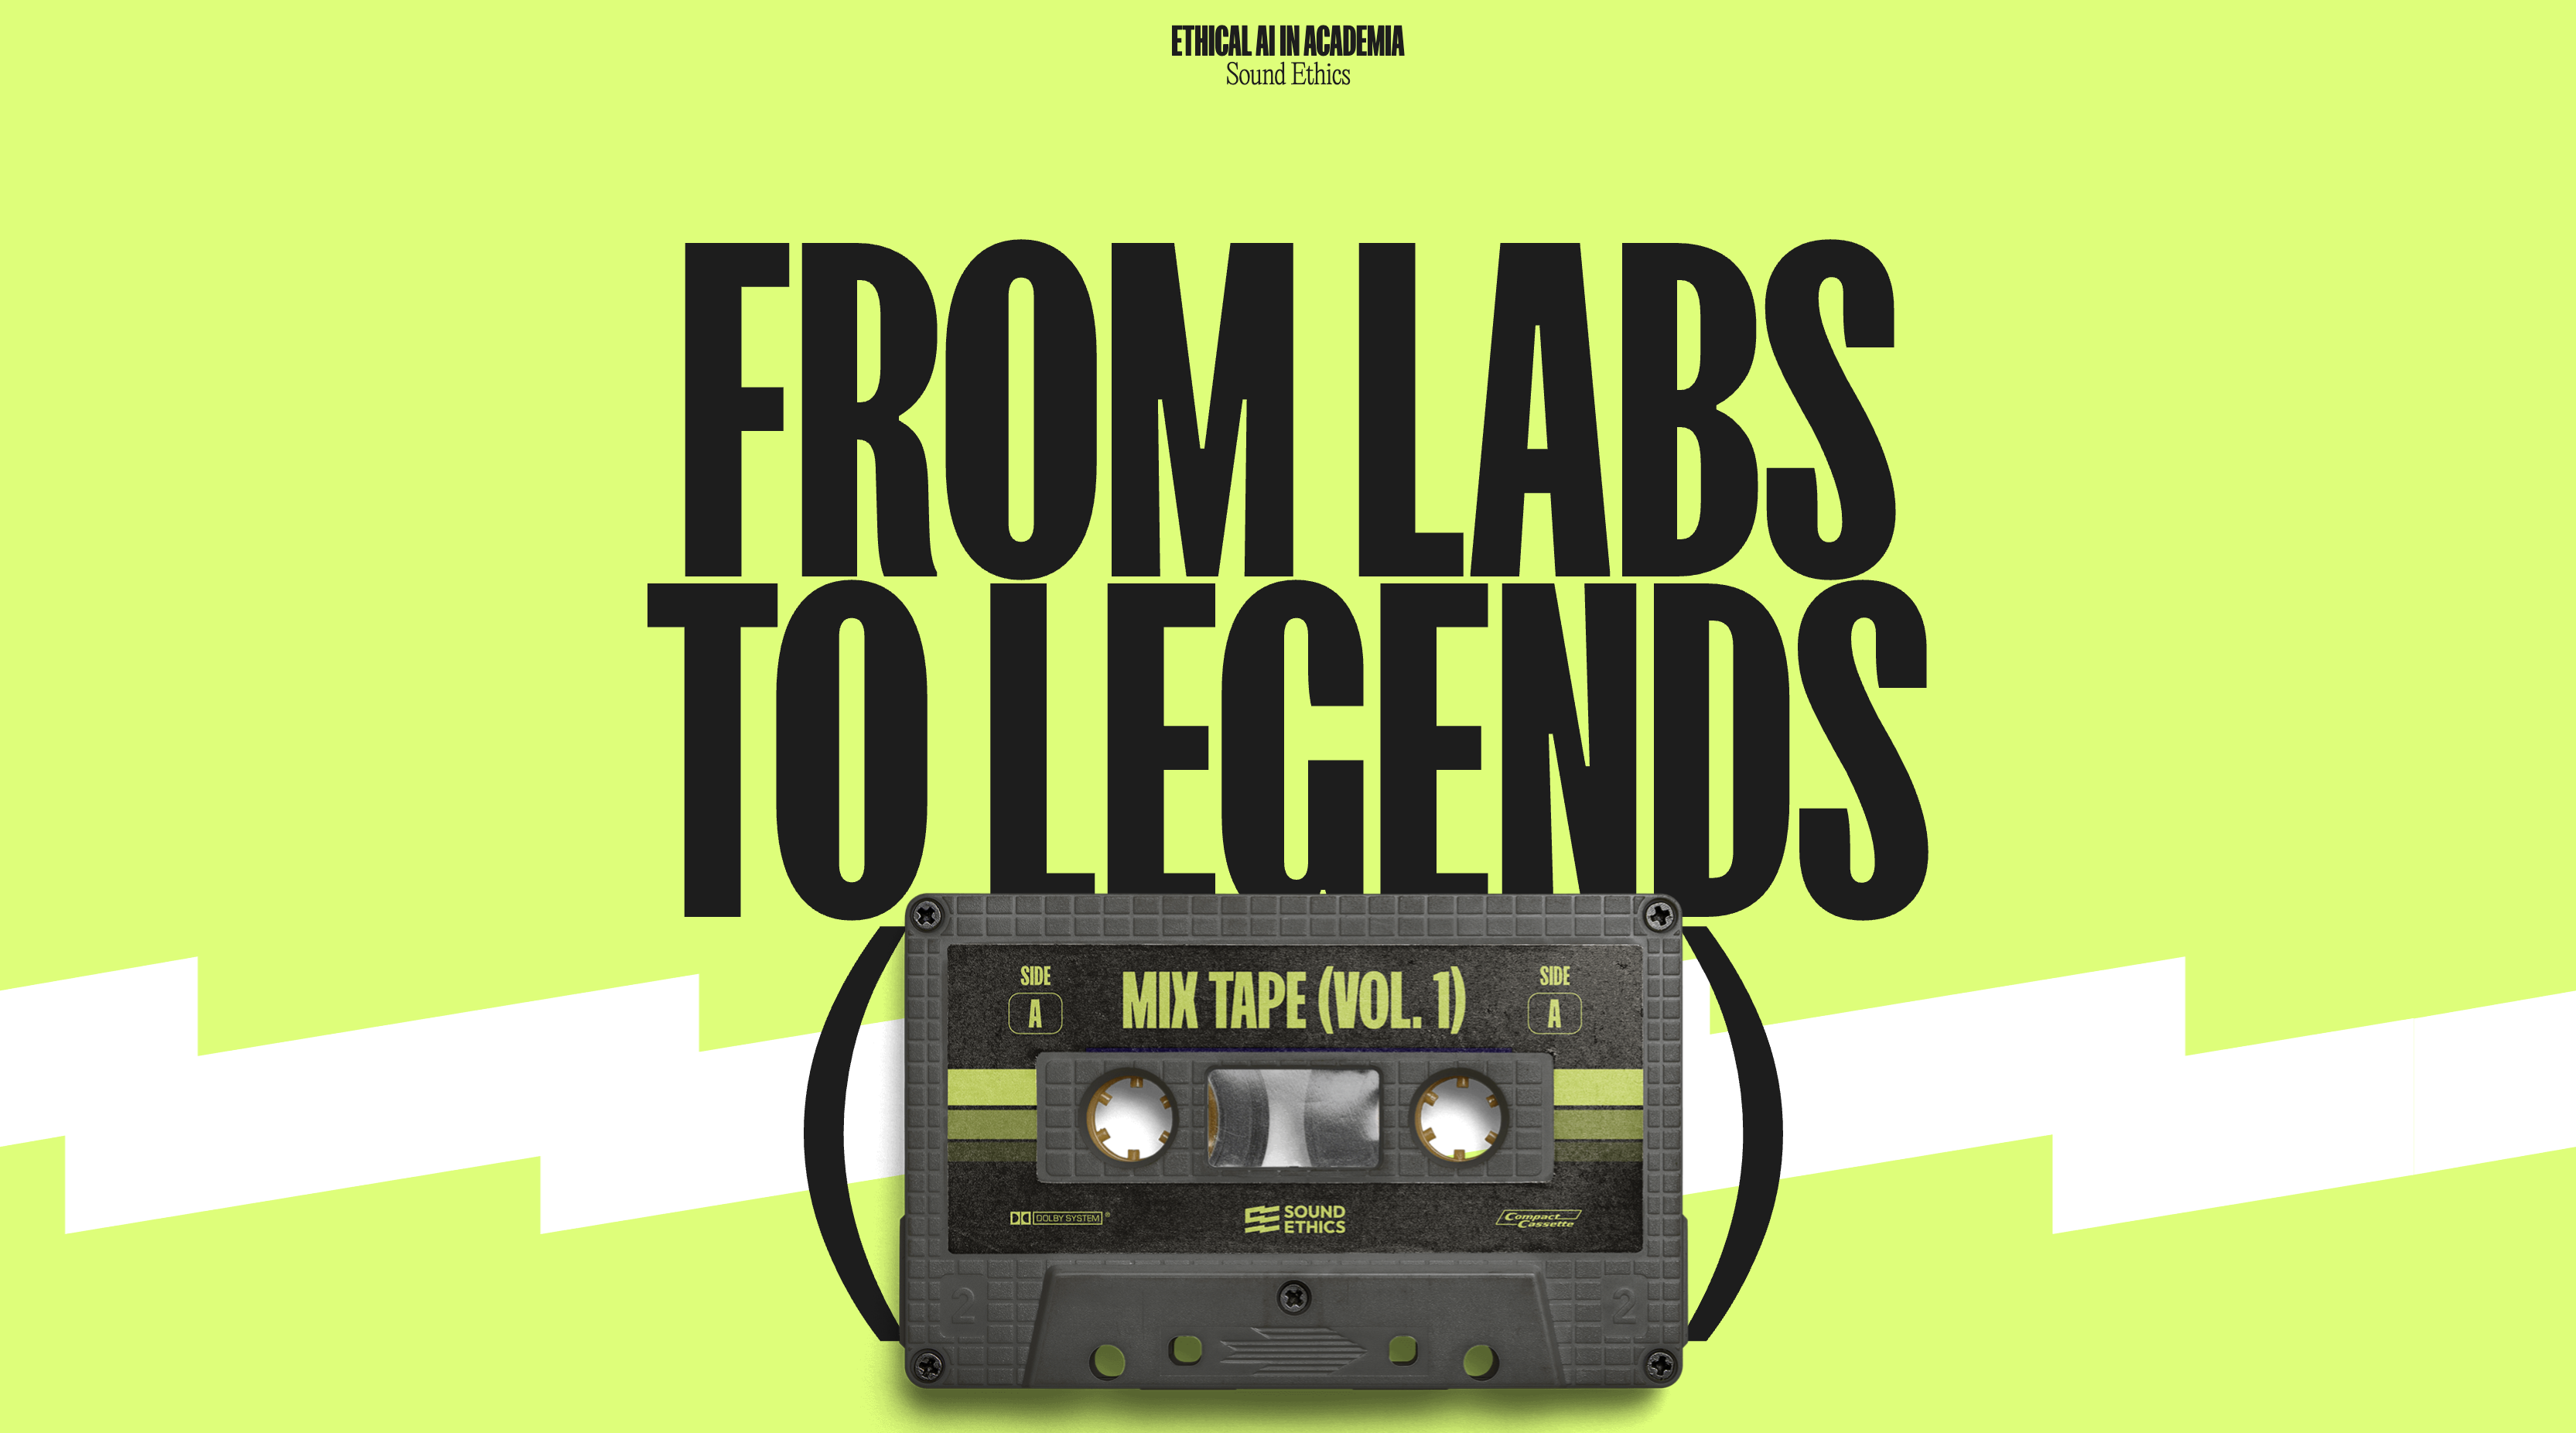 ETHICAL AI IN ACADEMIA
Sound Ethics
FROM LABS
TO LEGENDS
SIDE
A
MIX TAPE (VOL. 1)
SIDE
A
DOLBY SYSTEM®
SOUND
ETHICS
Compact
Cassette
2
2